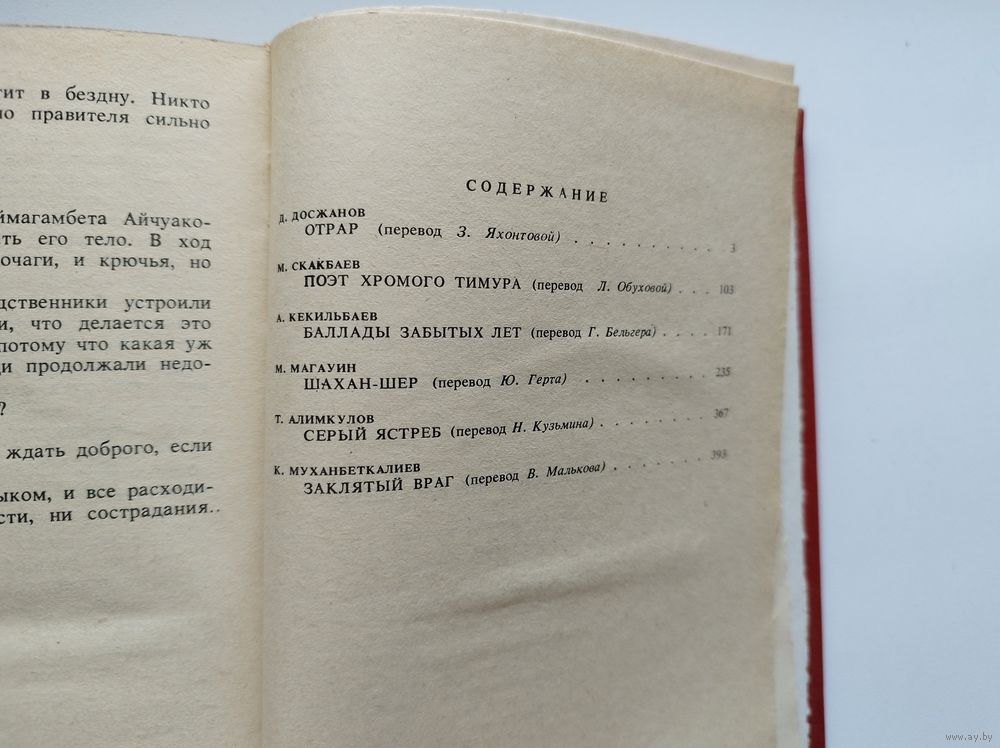 тит в бездну. Никто
но правителя сильно
ймагамбета Айчуако-
ть его тело. В ход
очаги, и крючья, но
дственники устроили
и, что делается это
потому что какая уж
ди продолжали недо-
?
ждать доброго, если
ыком, и все расходи-
сти, ни сострадания..
СОДЕРЖАНИЕ
Д. ДОСЖАНОВ
ОТРАР (перевод З. Яхонтовой) . . . . . . . . . . 3
М. СКАКБАЕВ
ПОЭТ ХРОМОГО ТИМУРА (перевод Л. Обуховой) . . . 103
А. КЕКИЛЬБАЕВ
БАЛЛАДЫ ЗАБЫТЫХ ЛЕТ (перевод Г. Бельгера) . . . . 171
М. МАГАУИН
ШАХАН-ШЕР (перевод Ю. Герта) . . . . . . . . . 235
Т. АЛИМКУЛОВ
СЕРЫЙ ЯСТРЕБ (перевод Н. Кузьмина) . . . . . . . . 367
К. МУХАНБЕТКАЛИЕВ
ЗАКЛЯТЫЙ ВРАГ (перевод В. Малькова) . . . . . . . 393
www.ay.by